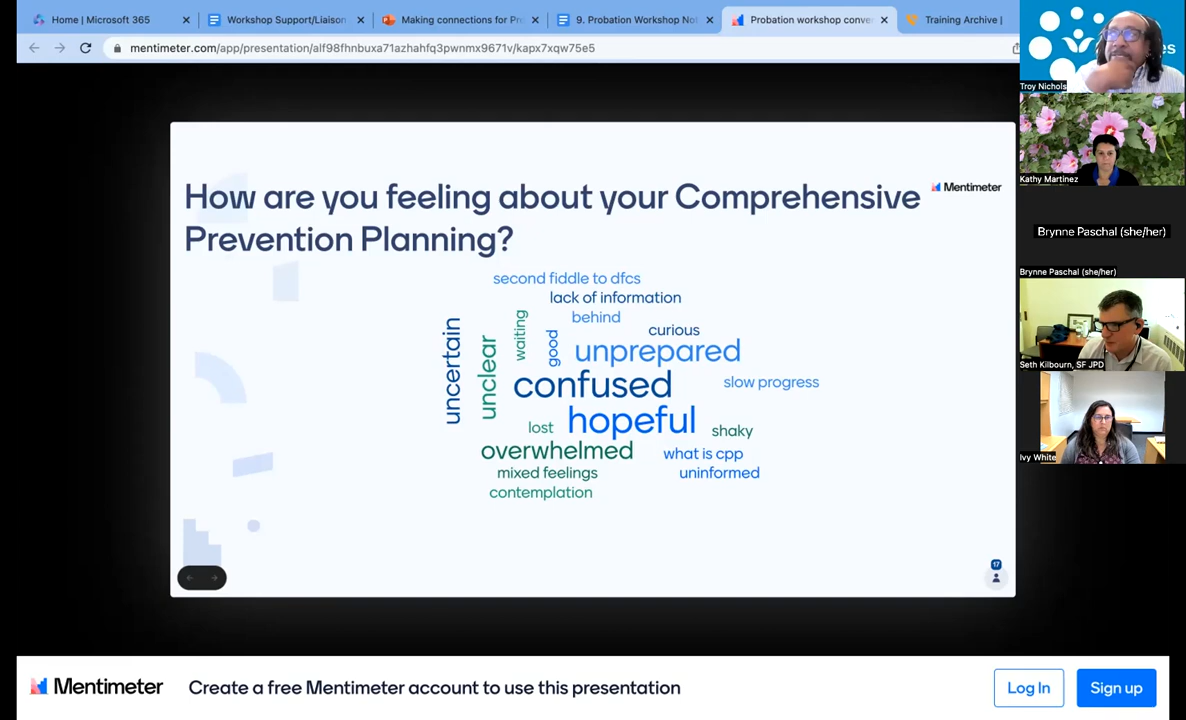 Home | Microsoft 365
Workshop Support/Liaison
Making connections for Pro
9. Probation Workshop Not
Probation workshop conver
Training Archive |
mentimeter.com/app/presentation/alf98fhnbuxa71azhahfq3pwnmx9671v/kapx7xqw75e5
How are you feeling about your Comprehensive
Prevention Planning?
Mentimeter
second fiddle to dfcs
lack of information
behind
waiting
good
curious
uncertain
unclear
unprepared
confused
slow progress
hopeful
lost
shaky
overwhelmed
what is cpp
mixed feelings
uninformed
contemplation
17
Troy Nichols
Kathy Martinez
Brynne Paschal (she/her)
Brynne Paschal (she/her)
Seth Kilbourn, SF JPD
Ivy White
Mentimeter
Create a free Mentimeter account to use this presentation
Log In
Sign up